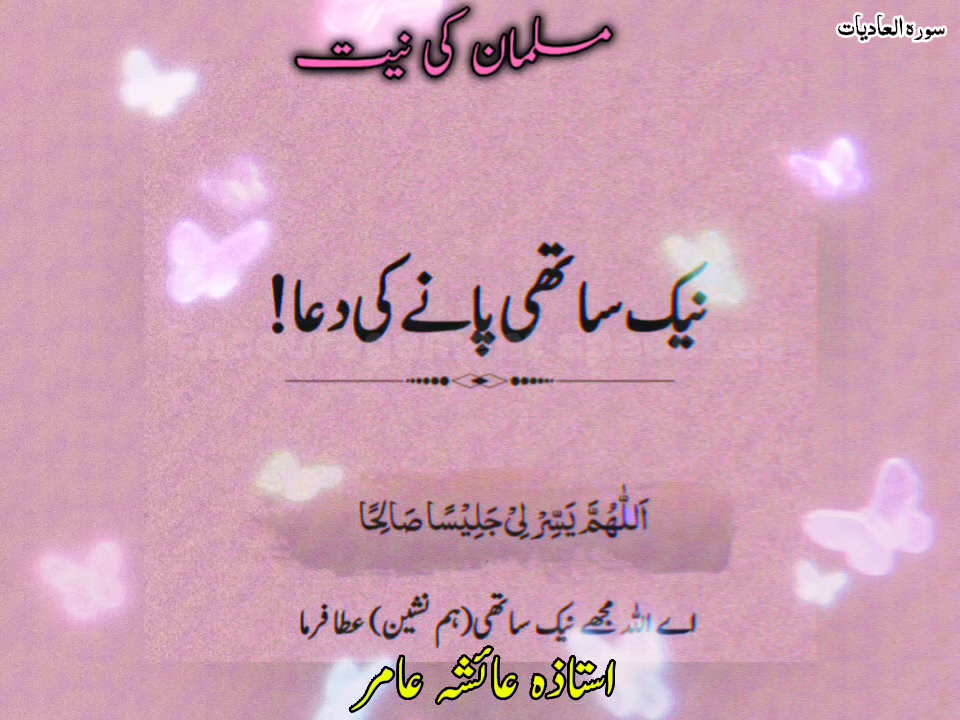 سورہ العادیات
مسلمان کی نیت
نیک ساتھی پانے کی دعا!
اَللّٰهُمَّ يَسِّرْ لِيْ جَلِيْسًا صَالِحًا
اے اللہ مجھے نیک ساتھی (ہم نشین) عطا فرما
استاذہ عائشہ عامر